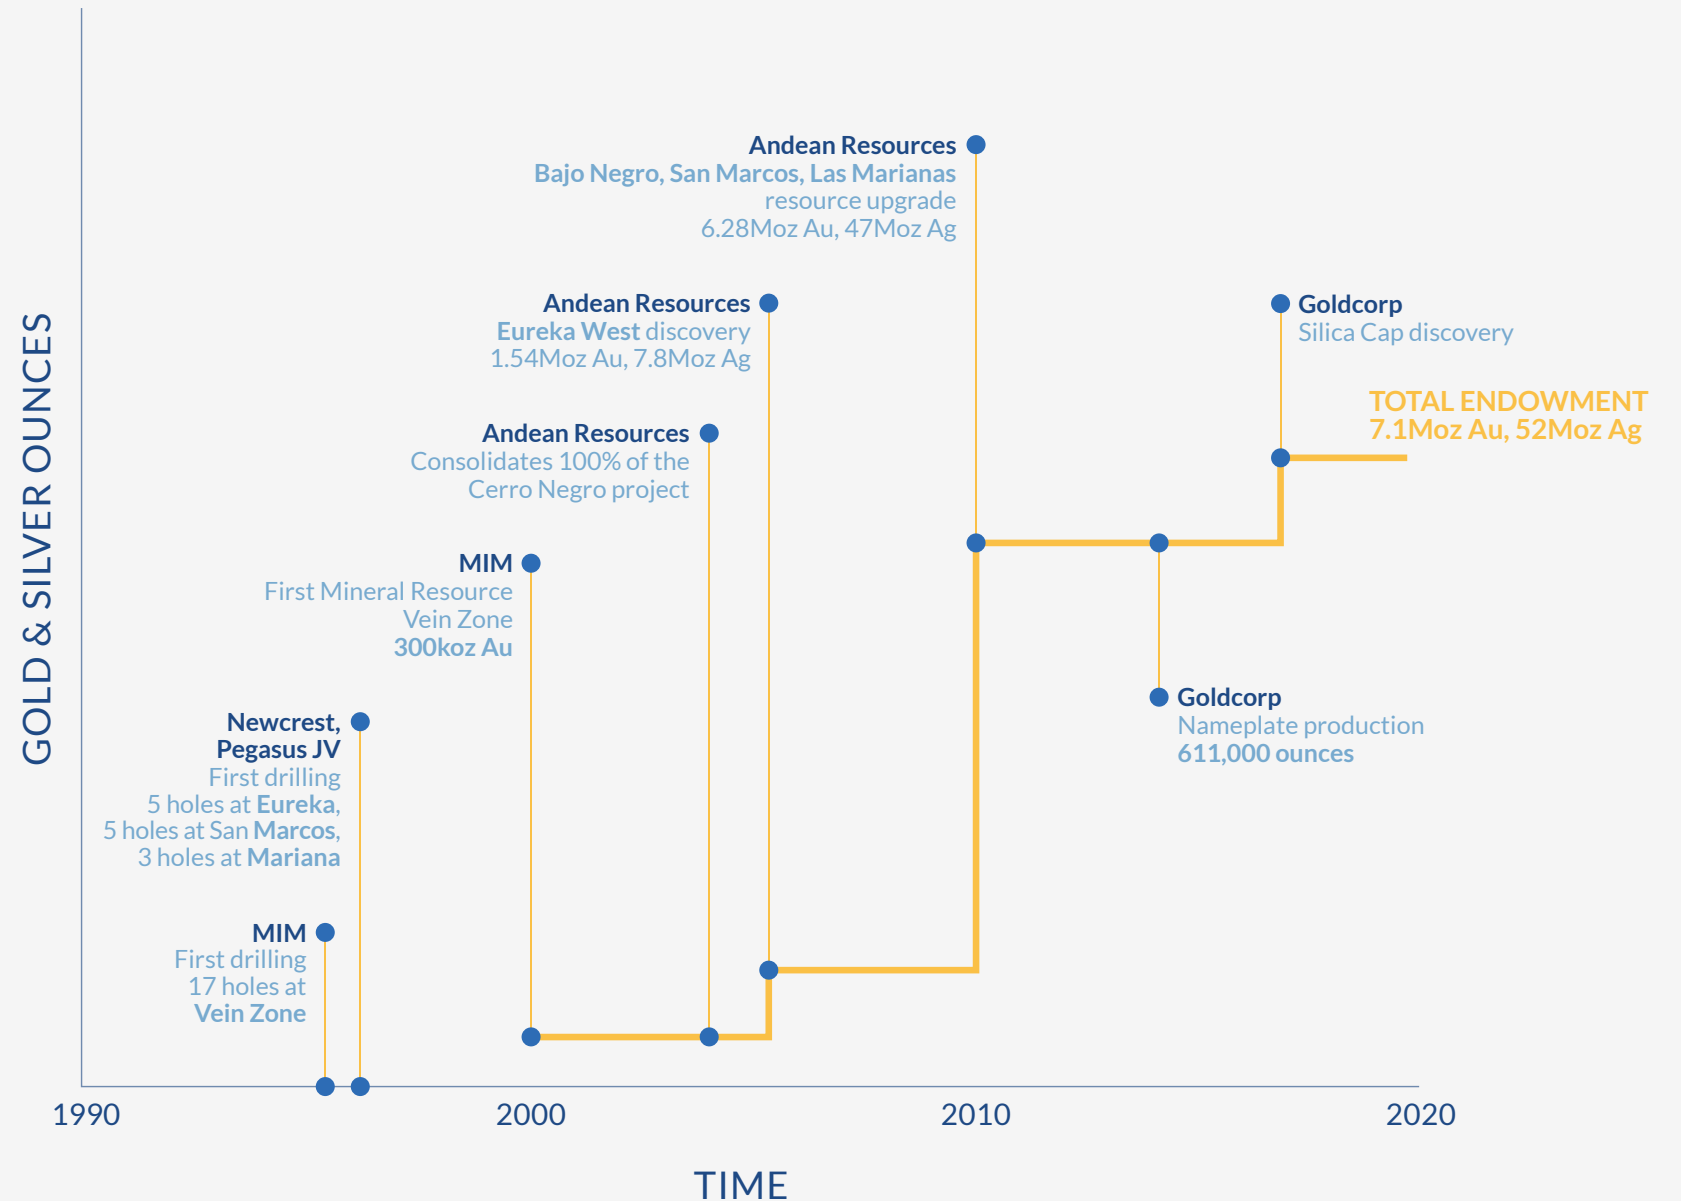 Andean Resources
Bajo Negro, San Marcos, Las Marianas
resource upgrade
6.28Moz Au, 47Moz Ag
Andean Resources
Eureka West discovery
1.54Moz Au, 7.8Moz Ag
Goldcorp
Silica Cap discovery
TOTAL ENDOWMENT
7.1Moz Au, 52Moz Ag
Andean Resources
Consolidates 100% of the
Cerro Negro project
MIM
First Mineral Resource
Vein Zone
300koz Au
Newcrest,
Pegasus JV
First drilling
5 holes at Eureka,
5 holes at San Marcos,
3 holes at Mariana
Goldcorp
Nameplate production
611,000 ounces
MIM
First drilling
17 holes at
Vein Zone
GOLD & SILVER OUNCES
1990
2000
2010
2020
TIME